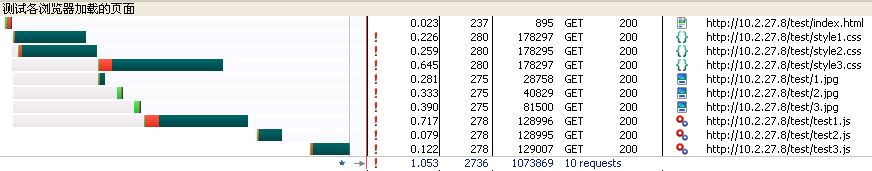 测试各浏览器加载的页面
0.023 237 895 GET 200 http://10.2.27.8/test/index.html
! 0.226 280 178297 GET 200 http://10.2.27.8/test/style1.css
! 0.259 280 178297 GET 200 http://10.2.27.8/test/style2.css
! 0.645 280 178297 GET 200 http://10.2.27.8/test/style3.css
! 0.281 275 28758 GET 200 http://10.2.27.8/test/1.jpg
! 0.333 275 40829 GET 200 http://10.2.27.8/test/2.jpg
! 0.390 275 81500 GET 200 http://10.2.27.8/test/3.jpg
! 0.717 278 128996 GET 200 http://10.2.27.8/test/test1.js
! 0.079 278 128995 GET 200 http://10.2.27.8/test/test2.js
! 0.122 278 129007 GET 200 http://10.2.27.8/test/test3.js
! 1.053 2736 1073869 10 requests